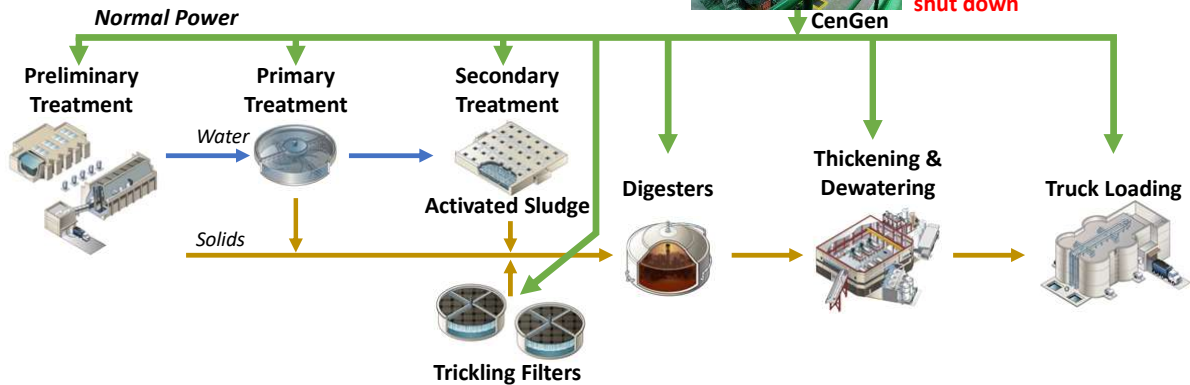 shut down
CenGen
Normal Power
Preliminary
Treatment
Primary
Treatment
Secondary
Treatment
Water
Thickening &
Dewatering
Digesters
Truck Loading
Activated Sludge
Solids
Trickling Filters